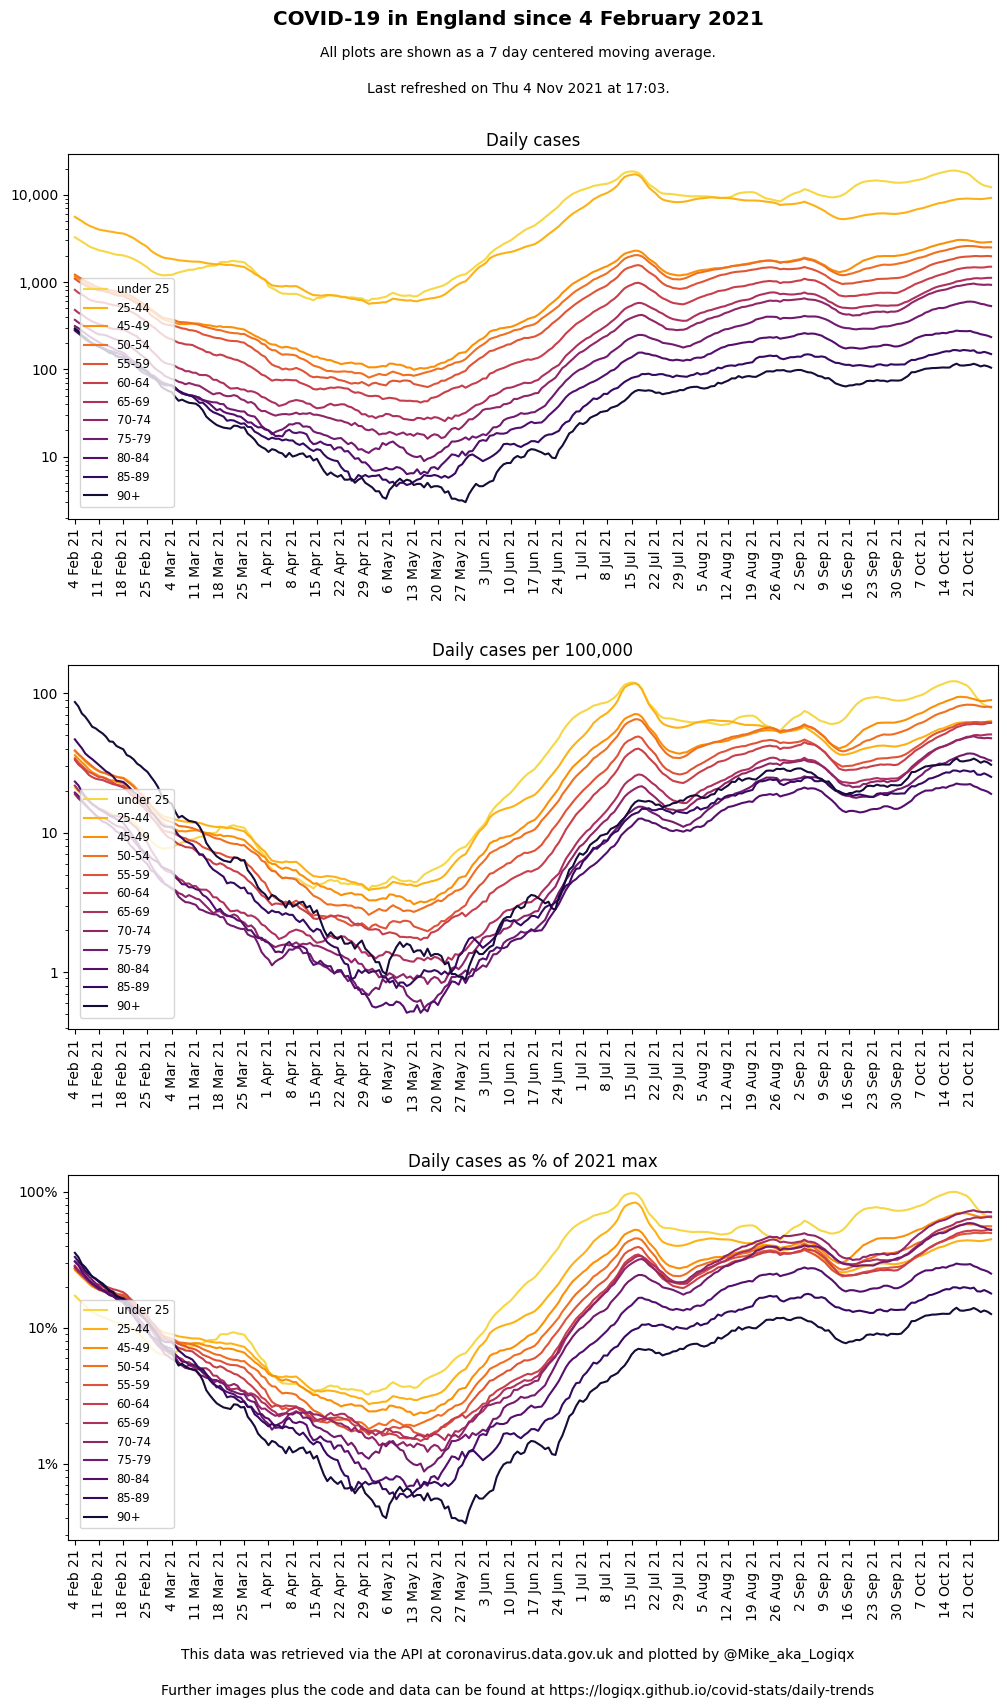 COVID-19 in England since 4 February 2021
All plots are shown as a 7 day centered moving average.
Last refreshed on Thu 4 Nov 2021 at 17:03.
Daily cases
10,000
1,000
100
10
under 25
25-44
45-49
50-54
55-59
60-64
65-69
70-74
75-79
80-84
85-89
90+
4 Feb 21
11 Feb 21
18 Feb 21
25 Feb 21
4 Mar 21
11 Mar 21
18 Mar 21
25 Mar 21
1 Apr 21
8 Apr 21
15 Apr 21
22 Apr 21
29 Apr 21
6 May 21
13 May 21
20 May 21
27 May 21
3 Jun 21
10 Jun 21
17 Jun 21
24 Jun 21
1 Jul 21
8 Jul 21
15 Jul 21
22 Jul 21
29 Jul 21
5 Aug 21
12 Aug 21
19 Aug 21
26 Aug 21
2 Sep 21
9 Sep 21
16 Sep 21
23 Sep 21
30 Sep 21
7 Oct 21
14 Oct 21
21 Oct 21
Daily cases per 100,000
100
10
1
under 25
25-44
45-49
50-54
55-59
60-64
65-69
70-74
75-79
80-84
85-89
90+
4 Feb 21
11 Feb 21
18 Feb 21
25 Feb 21
4 Mar 21
11 Mar 21
18 Mar 21
25 Mar 21
1 Apr 21
8 Apr 21
15 Apr 21
22 Apr 21
29 Apr 21
6 May 21
13 May 21
20 May 21
27 May 21
3 Jun 21
10 Jun 21
17 Jun 21
24 Jun 21
1 Jul 21
8 Jul 21
15 Jul 21
22 Jul 21
29 Jul 21
5 Aug 21
12 Aug 21
19 Aug 21
26 Aug 21
2 Sep 21
9 Sep 21
16 Sep 21
23 Sep 21
30 Sep 21
7 Oct 21
14 Oct 21
21 Oct 21
Daily cases as % of 2021 max
100%
10%
1%
under 25
25-44
45-49
50-54
55-59
60-64
65-69
70-74
75-79
80-84
85-89
90+
4 Feb 21
11 Feb 21
18 Feb 21
25 Feb 21
4 Mar 21
11 Mar 21
18 Mar 21
25 Mar 21
1 Apr 21
8 Apr 21
15 Apr 21
22 Apr 21
29 Apr 21
6 May 21
13 May 21
20 May 21
27 May 21
3 Jun 21
10 Jun 21
17 Jun 21
24 Jun 21
1 Jul 21
8 Jul 21
15 Jul 21
22 Jul 21
29 Jul 21
5 Aug 21
12 Aug 21
19 Aug 21
26 Aug 21
2 Sep 21
9 Sep 21
16 Sep 21
23 Sep 21
30 Sep 21
7 Oct 21
14 Oct 21
21 Oct 21
This data was retrieved via the API at coronavirus.data.gov.uk and plotted by @Mike_aka_Logiqx
Further images plus the code and data can be found at https://logiqx.github.io/covid-stats/daily-trends